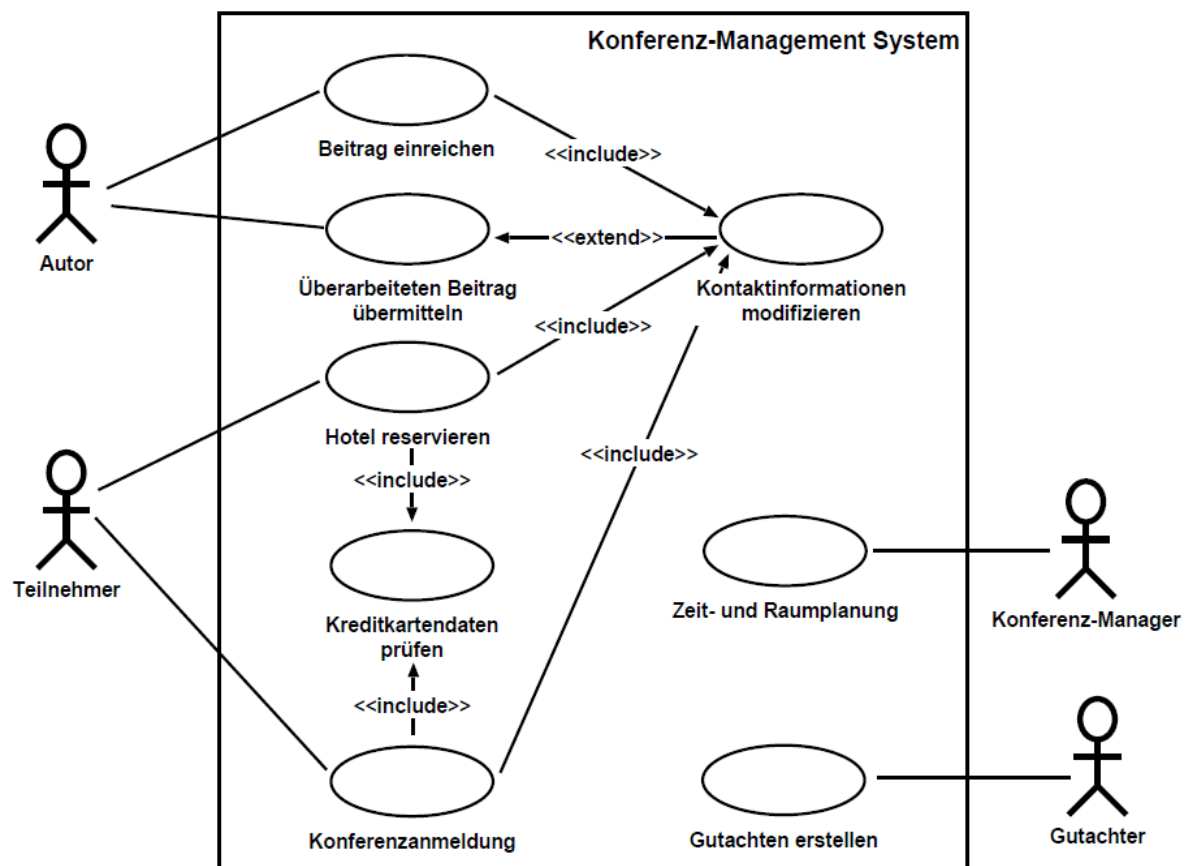 Konferenz-Management System
Beitrag einreichen
<<include>>
Autor
<<extend>>
Überarbeiteten Beitrag
übermitteln
Kontaktinformationen
modifizieren
<<include>>
Hotel reservieren
<<include>>
<<include>>
Teilnehmer
Kreditkartendaten
prüfen
Zeit- und Raumplanung
Konferenz-Manager
<<include>>
Konferenzanmeldung
Gutachten erstellen
Gutachter